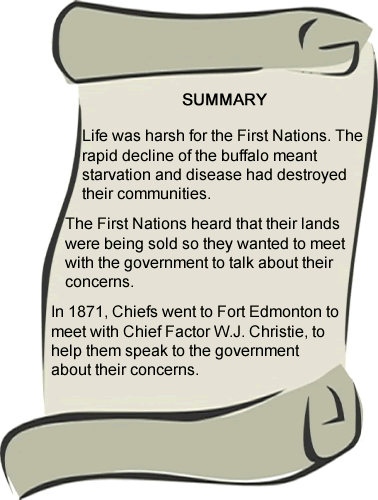 SUMMARY
Life was harsh for the First Nations. The
rapid decline of the buffalo meant
starvation and disease had destroyed
their communities.
The First Nations heard that their lands
were being sold so they wanted to meet
with the government to talk about their
concerns.
In 1871, Chiefs went to Fort Edmonton to
meet with Chief Factor W.J. Christie, to
help them speak to the government
about their concerns.